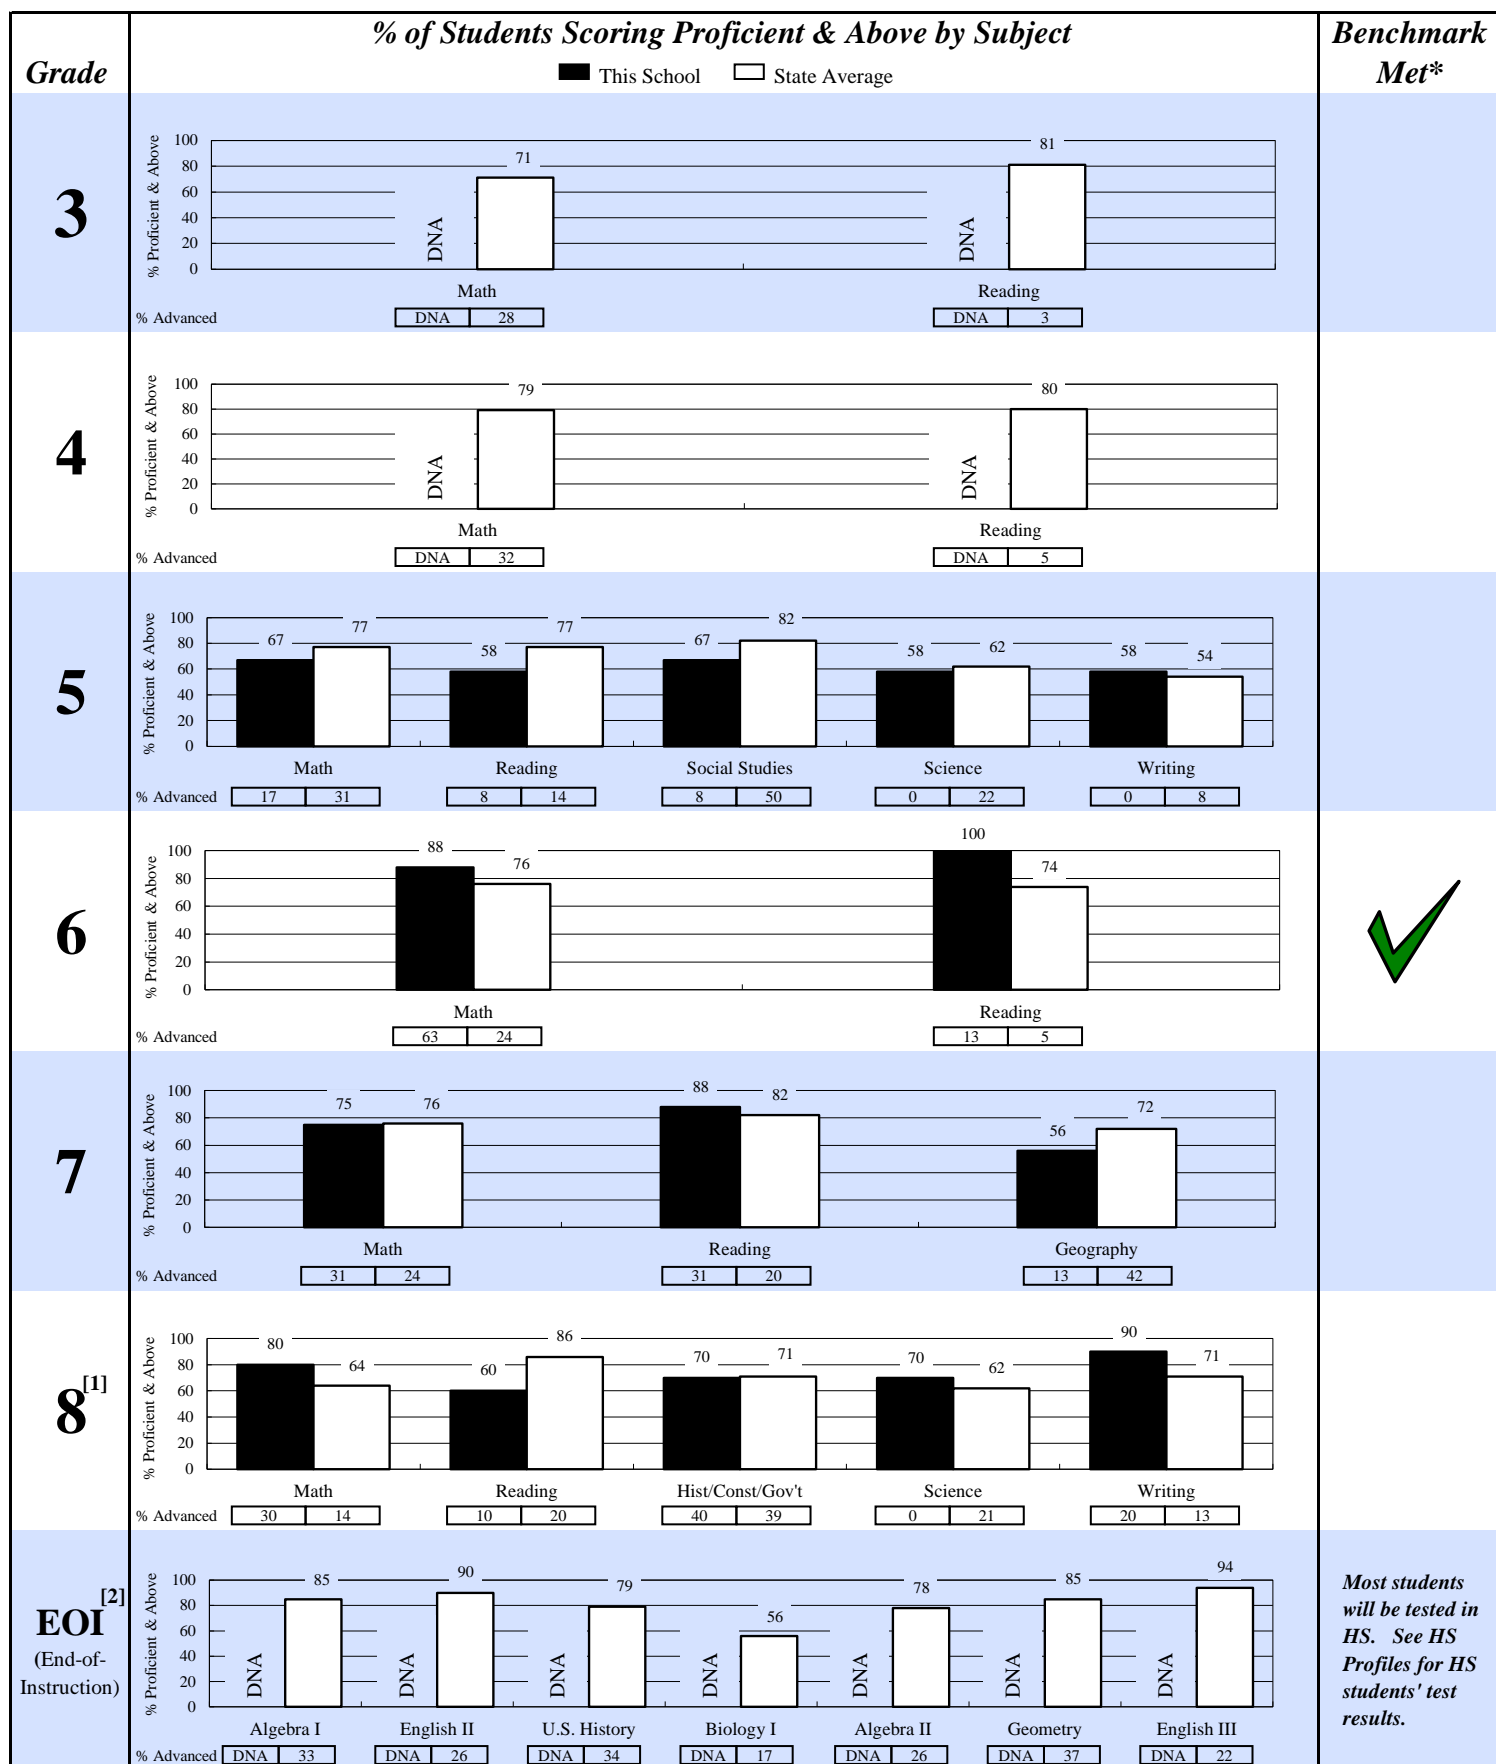 % of Students Scoring Proficient & Above by Subject
Benchmark
Met*
Grade
This School State Average
3
% Proficient & Above
100
80
60
40
20
0
DNA 71
DNA 81
Math Reading
% Advanced DNA 28 DNA 3
4
% Proficient & Above
100
80
60
40
20
0
DNA 79
DNA 80
Math Reading
% Advanced DNA 32 DNA 5
5
% Proficient & Above
100
80
60
40
20
0
67 77 58 77 67 82 58 62 58 54
Math Reading Social Studies Science Writing
% Advanced 17 31 8 14 8 50 0 22 0 8
6
% Proficient & Above
100
80
60
40
20
0
88 76 100 74
Math Reading
% Advanced 63 24 13 5
7
% Proficient & Above
100
80
60
40
20
0
75 76 88 82 56 72
Math Reading Geography
% Advanced 31 24 31 20 13 42
8[1]
% Proficient & Above
100
80
60
40
20
0
80 64 60 86 70 71 70 62 90 71
Math Reading Hist/Const/Gov't Science Writing
% Advanced 30 14 10 20 40 39 0 21 20 13
EOI[2]
(End-of-
Instruction)
% Proficient & Above
100
80
60
40
20
0
DNA 85 DNA 90 DNA 79 DNA 56 DNA 78 DNA 85 DNA 94
Algebra I English II U.S. History Biology I Algebra II Geometry English III
% Advanced DNA 33 DNA 26 DNA 34 DNA 17 DNA 26 DNA 37 DNA 22
Most students
will be tested in
HS. See HS
Profiles for HS
students' test
results.